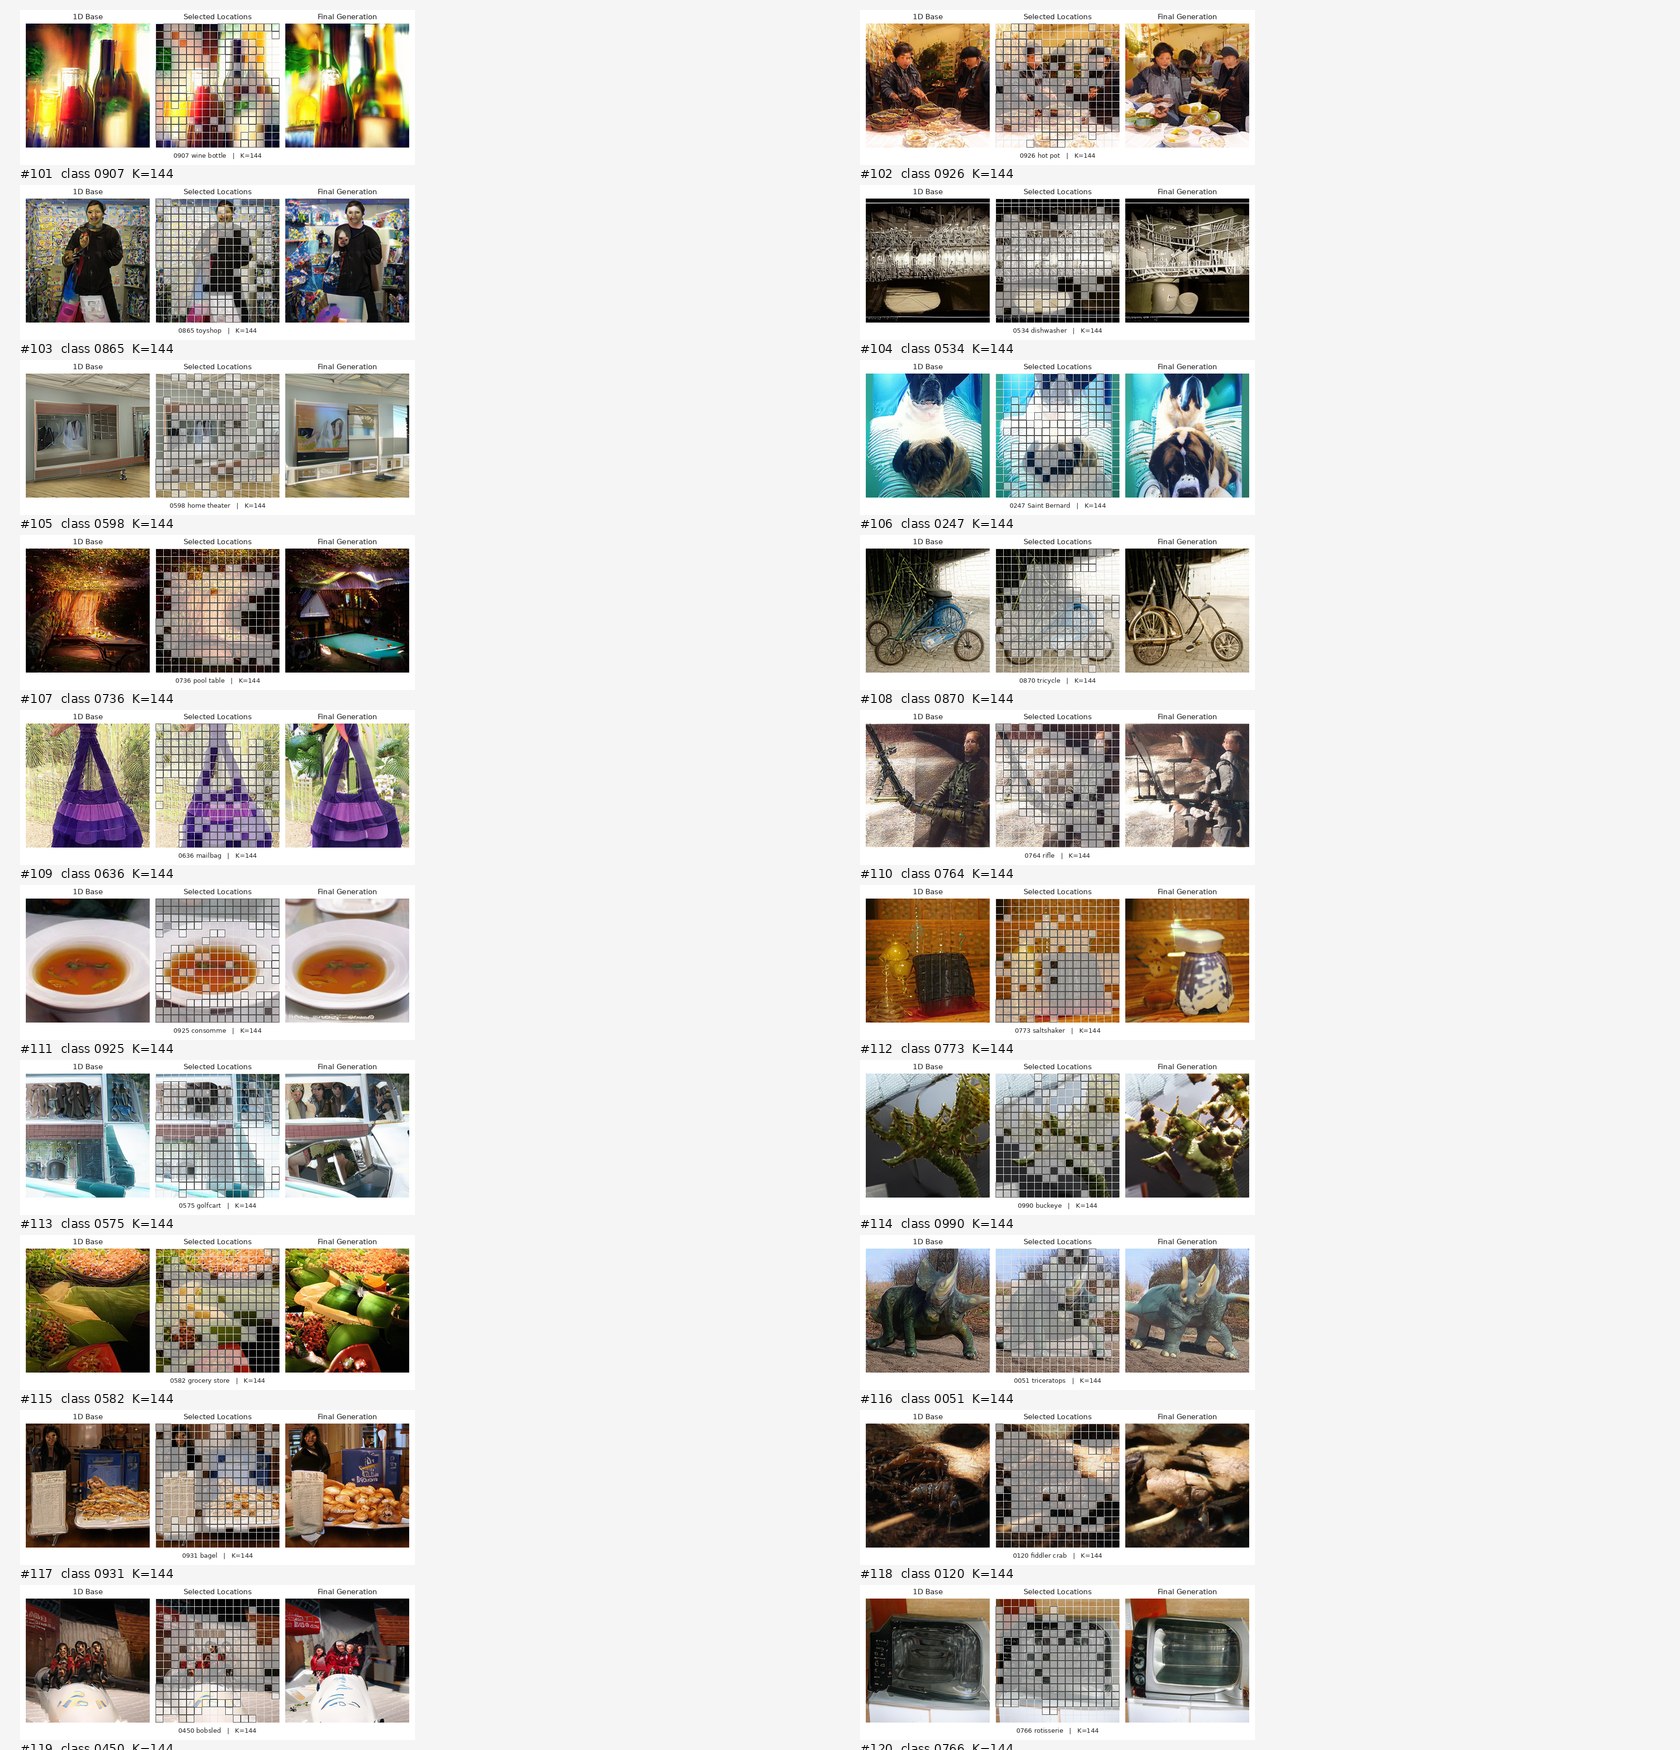 1D Base Selected Locations Final Generation
0907 wine bottle | K=144
#101 class 0907 K=144
1D Base Selected Locations Final Generation
0926 hot pot | K=144
#102 class 0926 K=144
1D Base Selected Locations Final Generation
0865 toyshop | K=144
#103 class 0865 K=144
1D Base Selected Locations Final Generation
0534 dishwasher | K=144
#104 class 0534 K=144
1D Base Selected Locations Final Generation
0598 home theater | K=144
#105 class 0598 K=144
1D Base Selected Locations Final Generation
0247 Saint Bernard | K=144
#106 class 0247 K=144
1D Base Selected Locations Final Generation
0736 pool table | K=144
#107 class 0736 K=144
1D Base Selected Locations Final Generation
0870 tricycle | K=144
#108 class 0870 K=144
1D Base Selected Locations Final Generation
0636 mailbag | K=144
#109 class 0636 K=144
1D Base Selected Locations Final Generation
0764 rifle | K=144
#110 class 0764 K=144
1D Base Selected Locations Final Generation
0925 consomme | K=144
#111 class 0925 K=144
1D Base Selected Locations Final Generation
0773 saltshaker | K=144
#112 class 0773 K=144
1D Base Selected Locations Final Generation
0575 golfcart | K=144
#113 class 0575 K=144
1D Base Selected Locations Final Generation
0990 buckeye | K=144
#114 class 0990 K=144
1D Base Selected Locations Final Generation
0582 grocery store | K=144
#115 class 0582 K=144
1D Base Selected Locations Final Generation
0051 triceratops | K=144
#116 class 0051 K=144
1D Base Selected Locations Final Generation
0931 bagel | K=144
#117 class 0931 K=144
1D Base Selected Locations Final Generation
0120 fiddler crab | K=144
#118 class 0120 K=144
1D Base Selected Locations Final Generation
0450 bobsled | K=144
#119 class 0450 K=144
1D Base Selected Locations Final Generation
0766 rotisserie | K=144
#120 class 0766 K=144